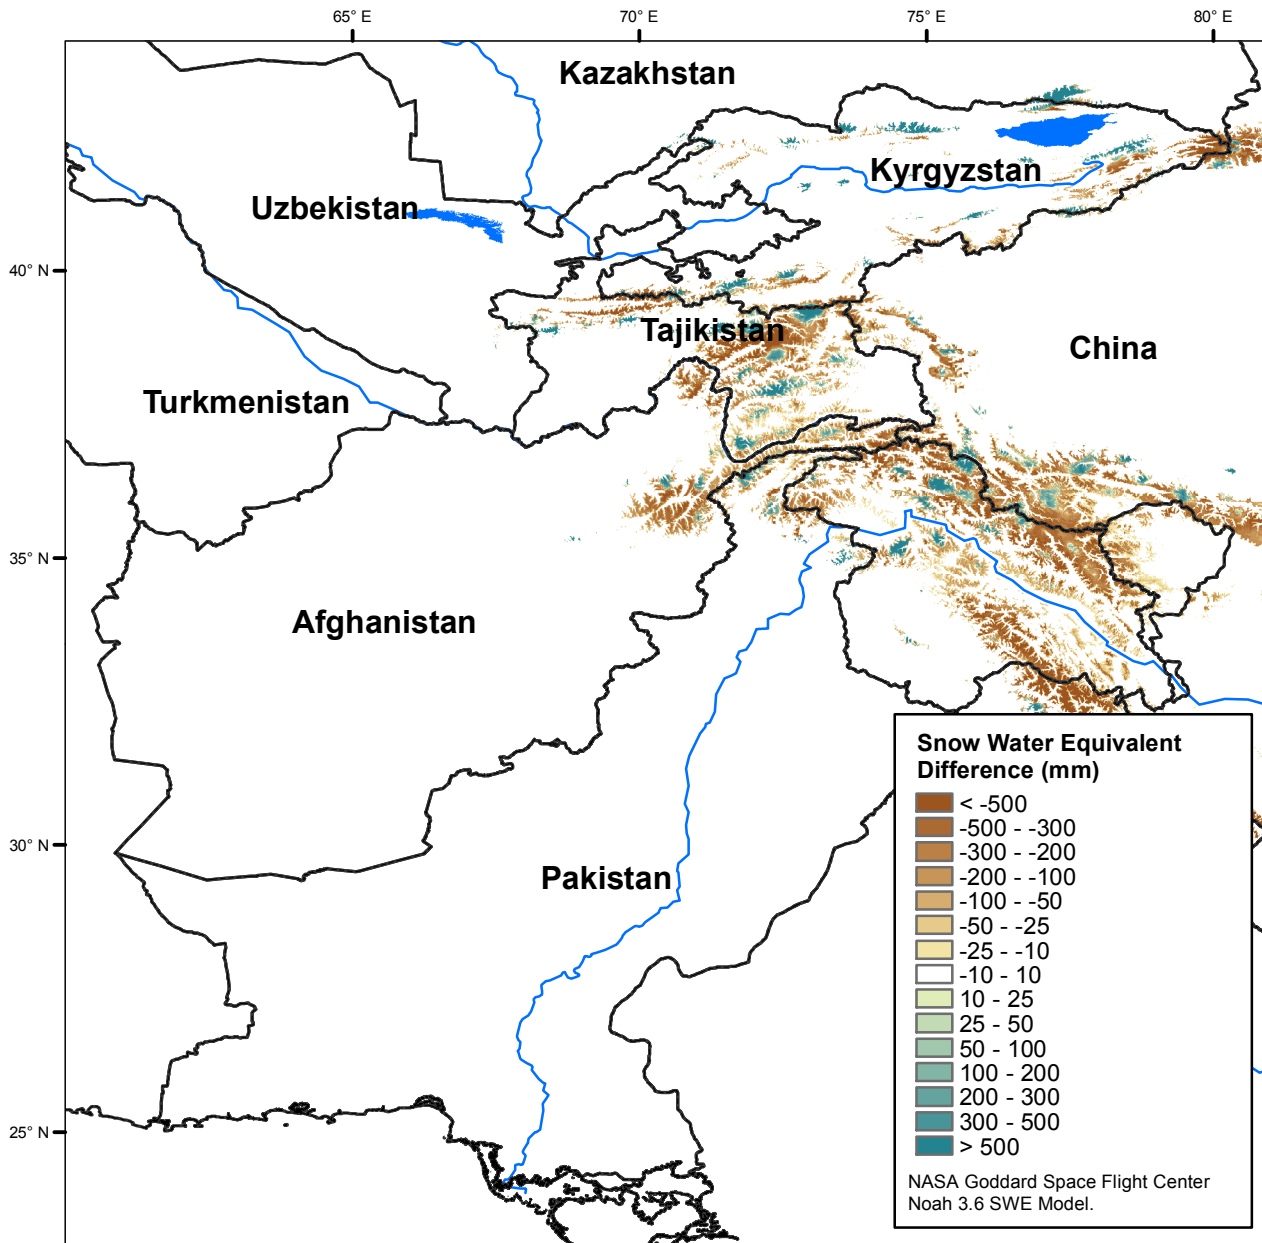 65° E
70° E
75° E
80° E
Kazakhstan
Kyrgyzstan
Uzbekistan
40° N
Tajikistan
China
Turkmenistan
35° N
Afghanistan
30° N
Pakistan
25° N
Snow Water Equivalent
Difference (mm)
< -500
-500 - -300
-300 - -200
-200 - -100
-100 - -50
-50 - -25
-25 - -10
-10 - 10
10 - 25
25 - 50
50 - 100
100 - 200
200 - 300
300 - 500
> 500
NASA Goddard Space Flight Center
Noah 3.6 SWE Model.